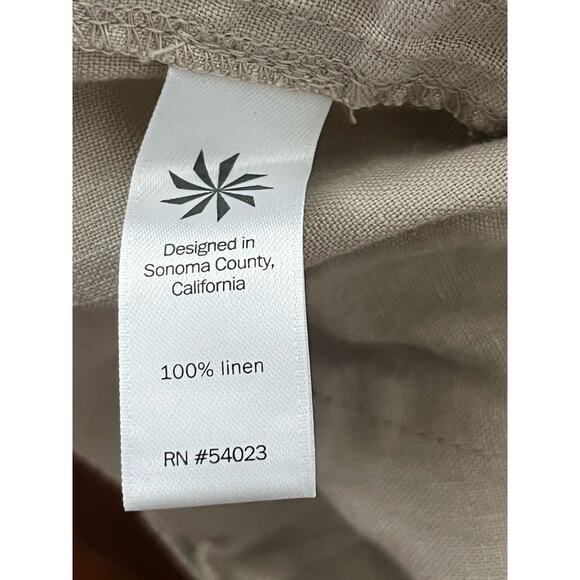 Designed in
Sonoma County,
California
100% linen
RN #54023